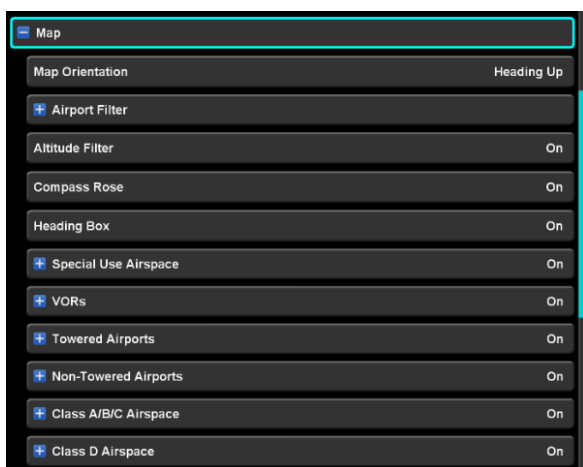 Map
Map Orientation Heading Up
Airport Filter
Altitude Filter On
Compass Rose On
Heading Box On
Special Use Airspace On
VORs On
Towered Airports On
Non-Towered Airports On
Class A/B/C Airspace On
Class D Airspace On